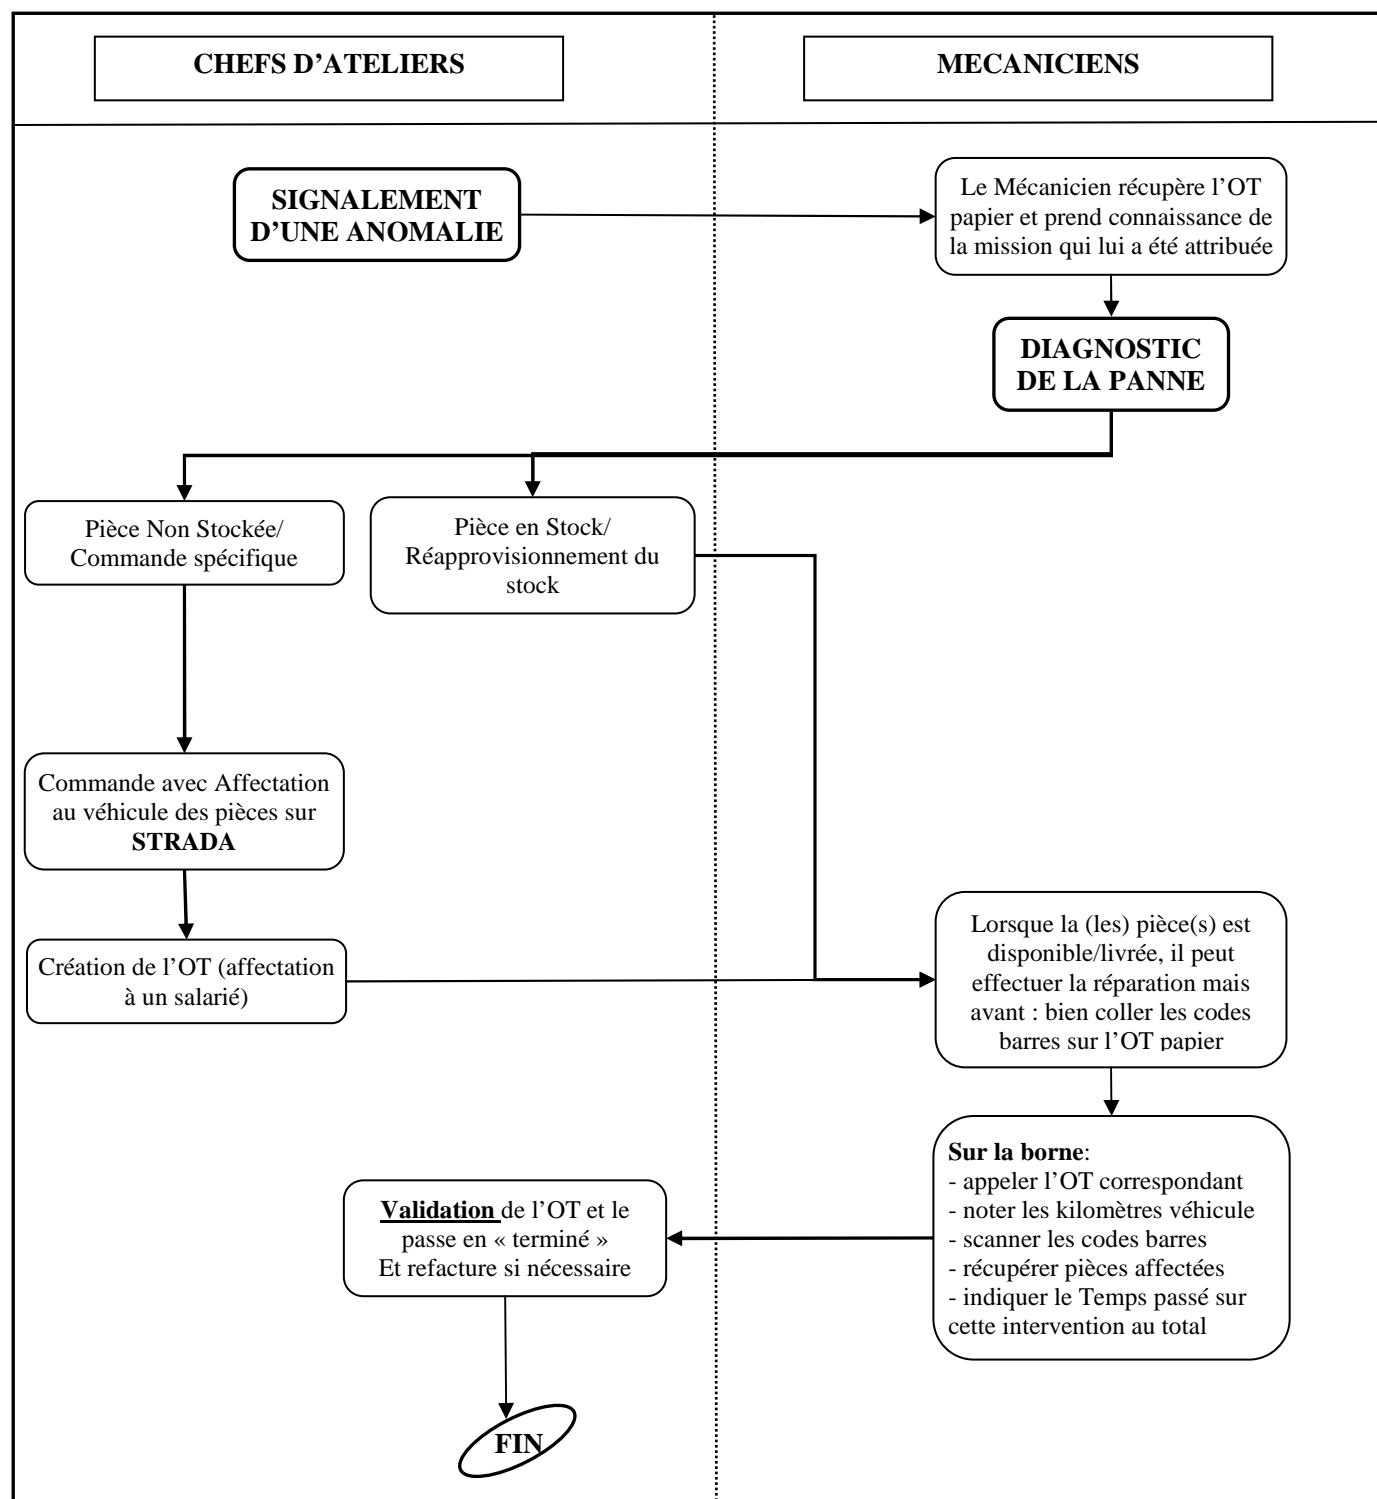 CHEFS D’ATELIERS
MECANICIENS
SIGNALEMENT
D’UNE ANOMALIE
Le Mécanicien récupère l’OT
papier et prend connaissance de
la mission qui lui a été attribuée
DIAGNOSTIC
DE LA PANNE
Pièce Non Stockée/
Commande spécifique
Pièce en Stock/
Réapprovisionnement du
stock
Commande avec Affectation
au véhicule des pièces sur
STRADA
Création de l’OT (affectation
à un salarié)
Lorsque la (les) pièce(s) est
disponible/livrée, il peut
effectuer la réparation mais
avant : bien coller les codes
barres sur l’OT papier
Sur la borne:
- appeler l’OT correspondant
- noter les kilomètres véhicule
- scanner les codes barres
- récupérer pièces affectées
- indiquer le Temps passé sur
cette intervention au total
Validation de l’OT et le
passe en « terminé »
Et refacture si nécessaire
FIN